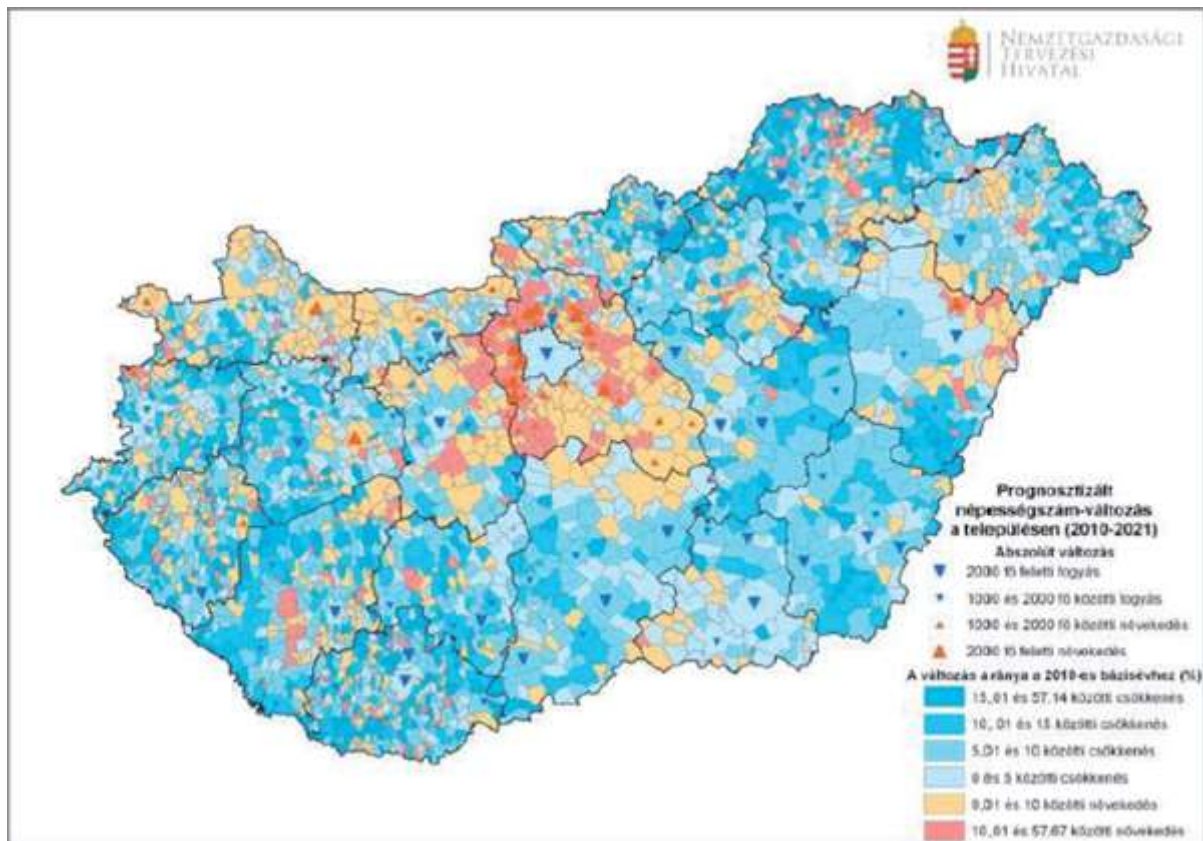 NEMZETGAZDASÁGI
TERVEZÉSI
HIVATAL
Prognosztizált
népességszám-változás
a településen (2010-2021)
Abszolút változás
2000 fő feletti fogyás
1000 és 2000 fő közötti fogyás
1000 és 2000 fő közötti növekedés
2000 fő feletti növekedés
A változás aránya a 2010-es bázisévhez (%)
15,01 és 57,14 közötti csökkenés
10,01 és 15 közötti csökkenés
5,01 és 10 közötti csökkenés
0 és 5 közötti csökkenés
0,01 és 10 közötti növekedés
10,01 és 57,67 közötti növekedés